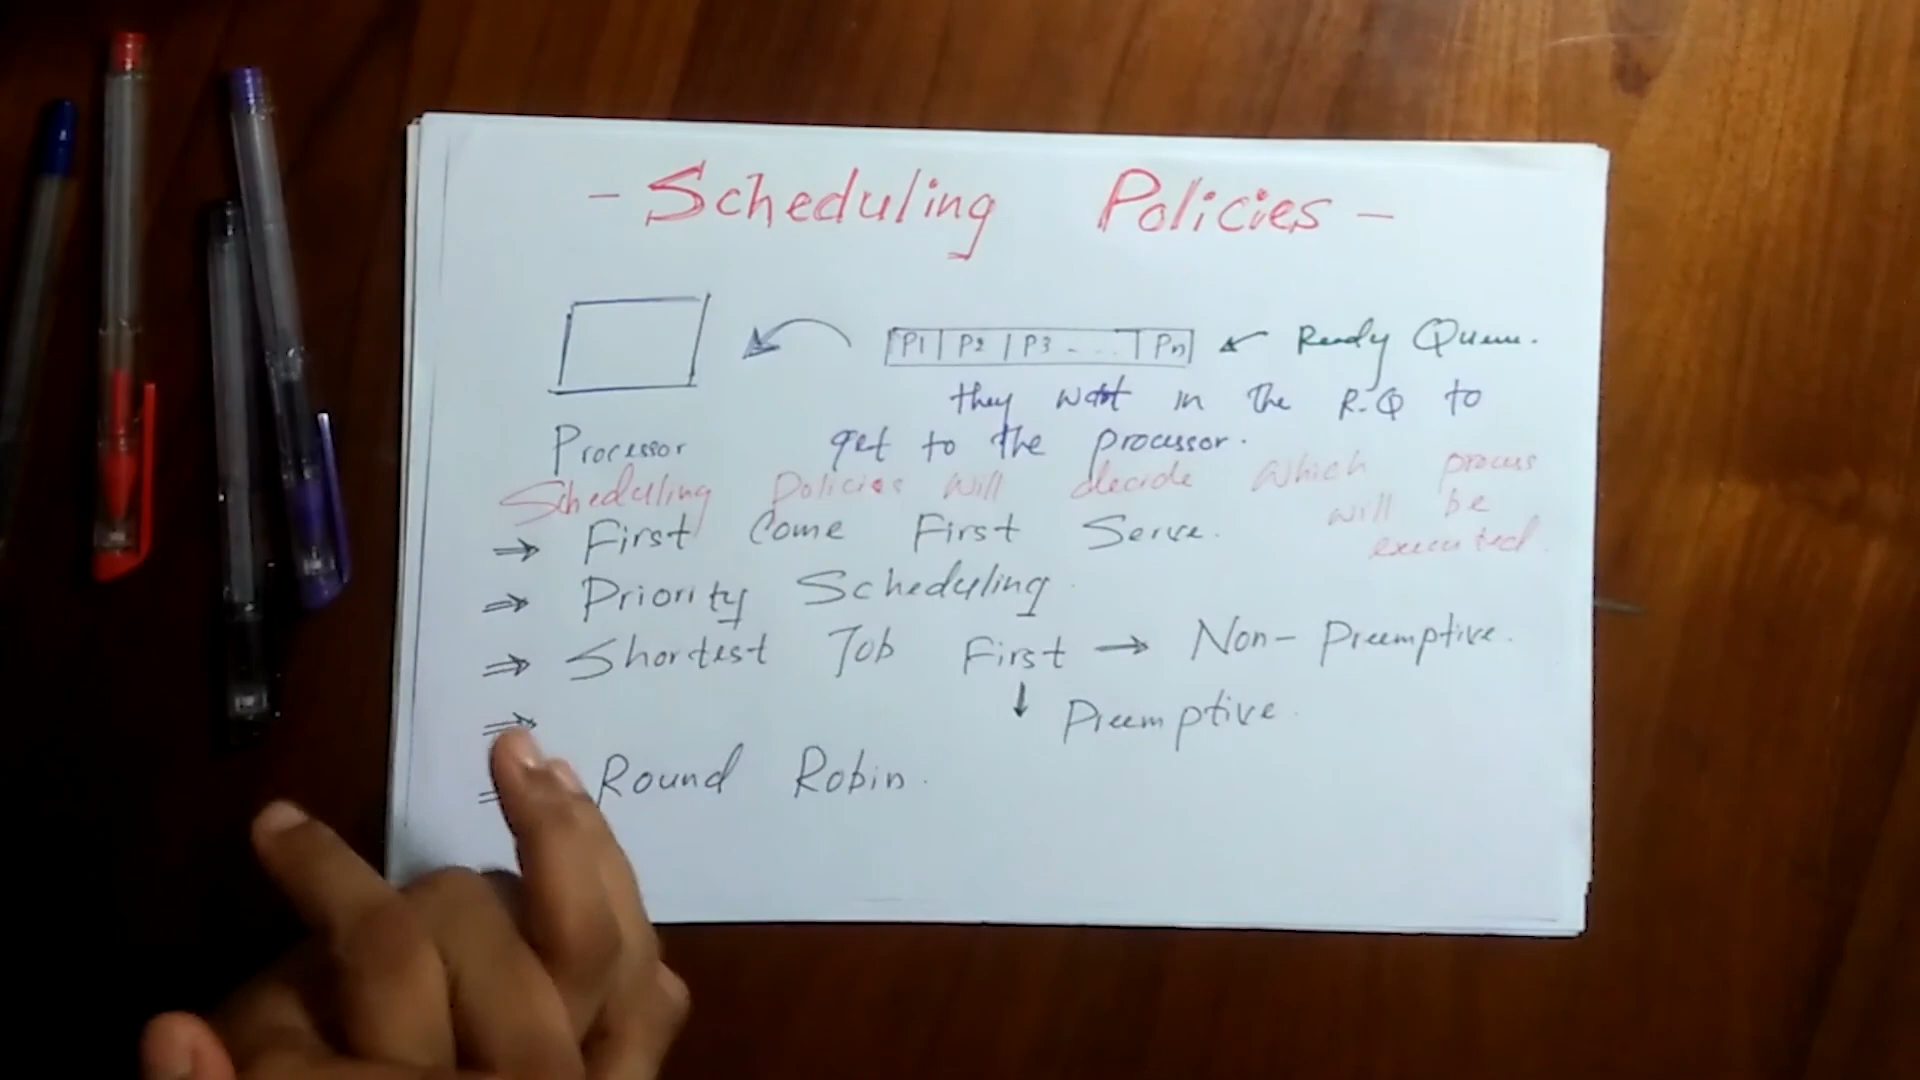 - Scheduling Policies -
P1 P2 P3 - ... Pn ← Ready Queue.
they wait in the R-Q to
Processor get to the processor.
Scheduling Policies will decide which process
will be
executed.
⇒ First Come First Serve.
⇒ Priority Scheduling
⇒ Shortest Job First → Non-Preemptive.
⇒ ↓ Preemptive.
Round Robin.